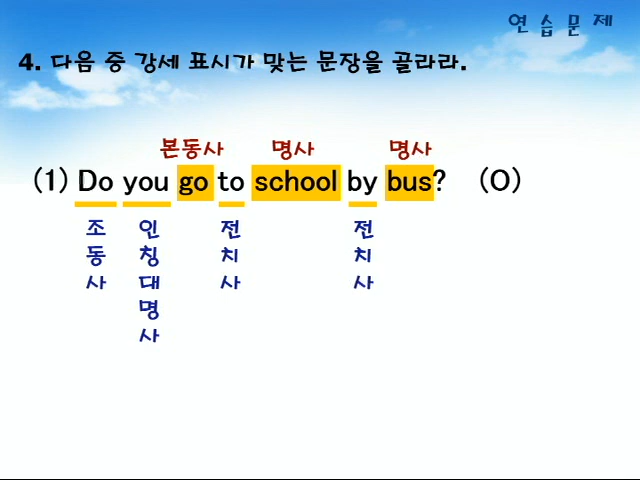 연 습 문 제
4. 다음 중 강세 표시가 맞는 문장을 골라라.
본동사 명사 명사
(1) Do you go to school by bus? (O)
조동사 인칭대명사 전치사 전치사